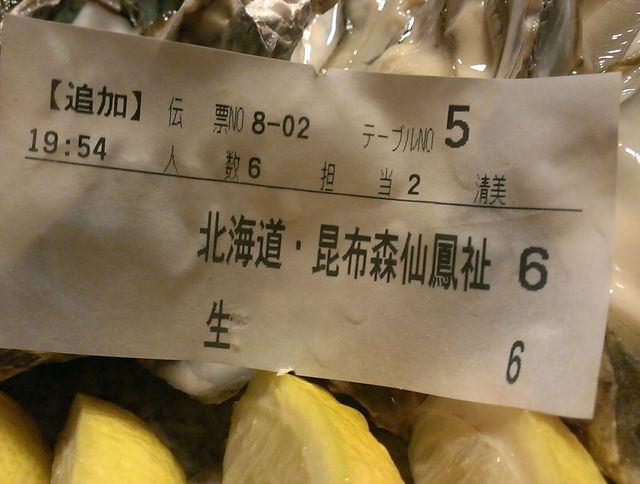 【追加】 伝 票NO 8-02 テーブルNO 5
19:54 人 数 6 担 当 2 清美
北海道・昆布森仙鳳趾 6
生 6